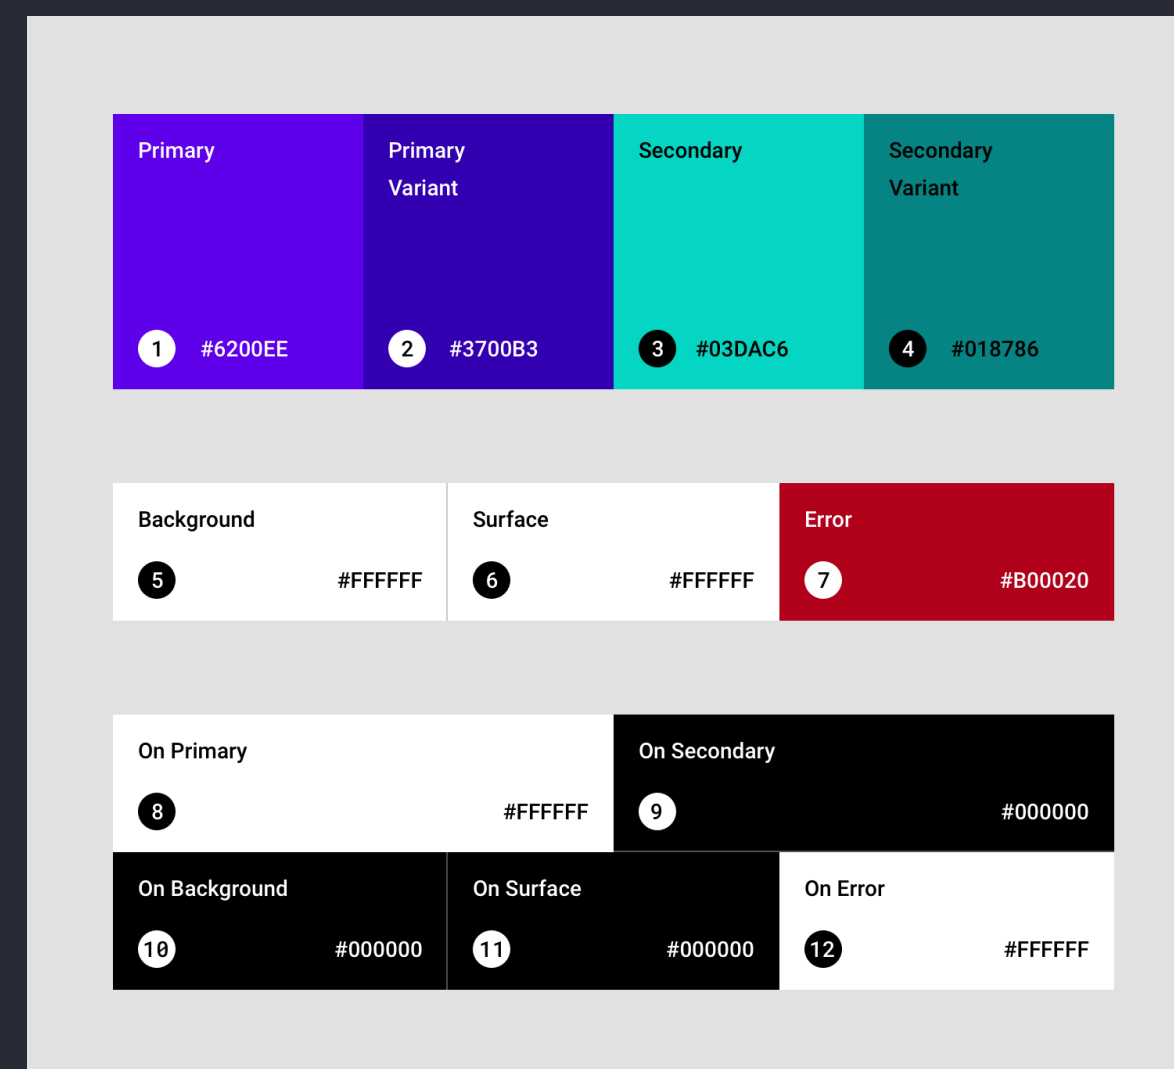 Primary
Primary
Variant
Secondary
Secondary
Variant
1 #6200EE
2 #3700B3
3 #03DAC6
4 #018786
Background
5 #FFFFFF
Surface
6 #FFFFFF
Error
7 #B00020
On Primary
8 #FFFFFF
On Secondary
9 #000000
On Background
10 #000000
On Surface
11 #000000
On Error
12 #FFFFFF